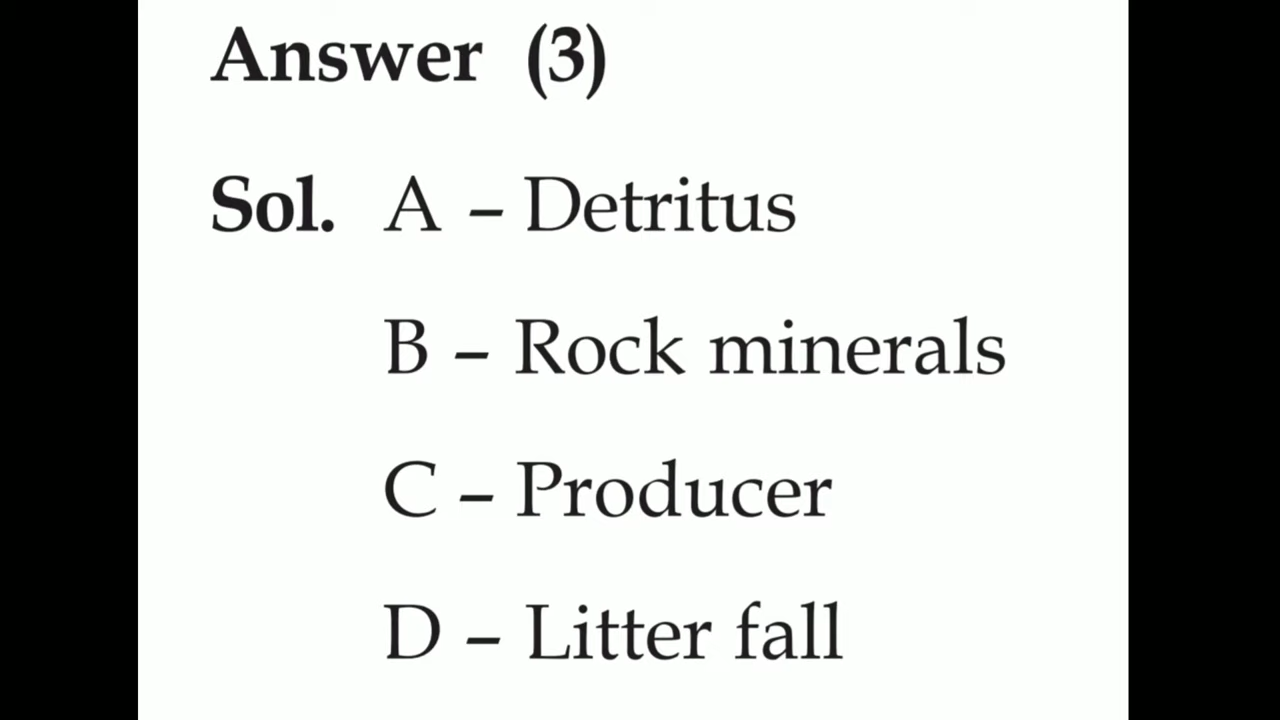 Answer (3)
Sol. A – Detritus
B – Rock minerals
C – Producer
D – Litter fall